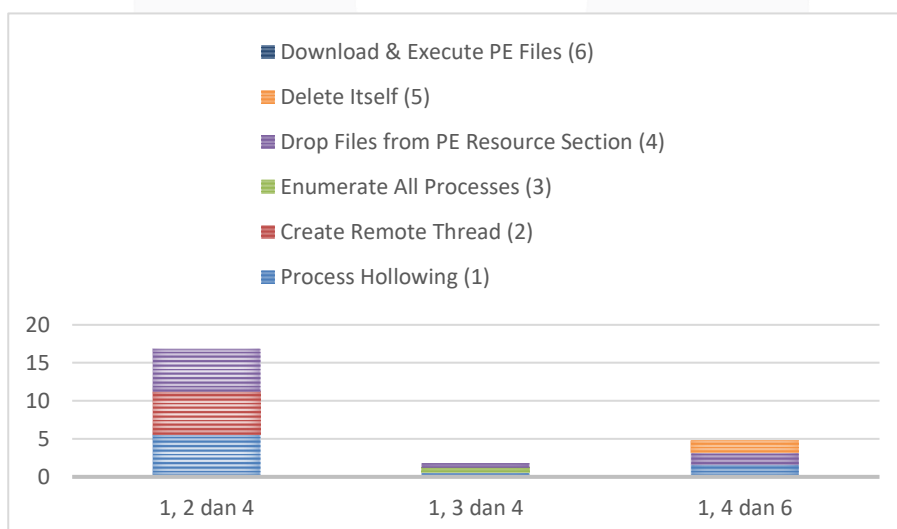 Download & Execute PE Files (6)
Delete Itself (5)
Drop Files from PE Resource Section (4)
Enumerate All Processes (3)
Create Remote Thread (2)
Process Hollowing (1)
20
15
10
5
0
1, 2 dan 4 1, 3 dan 4 1, 4 dan 6